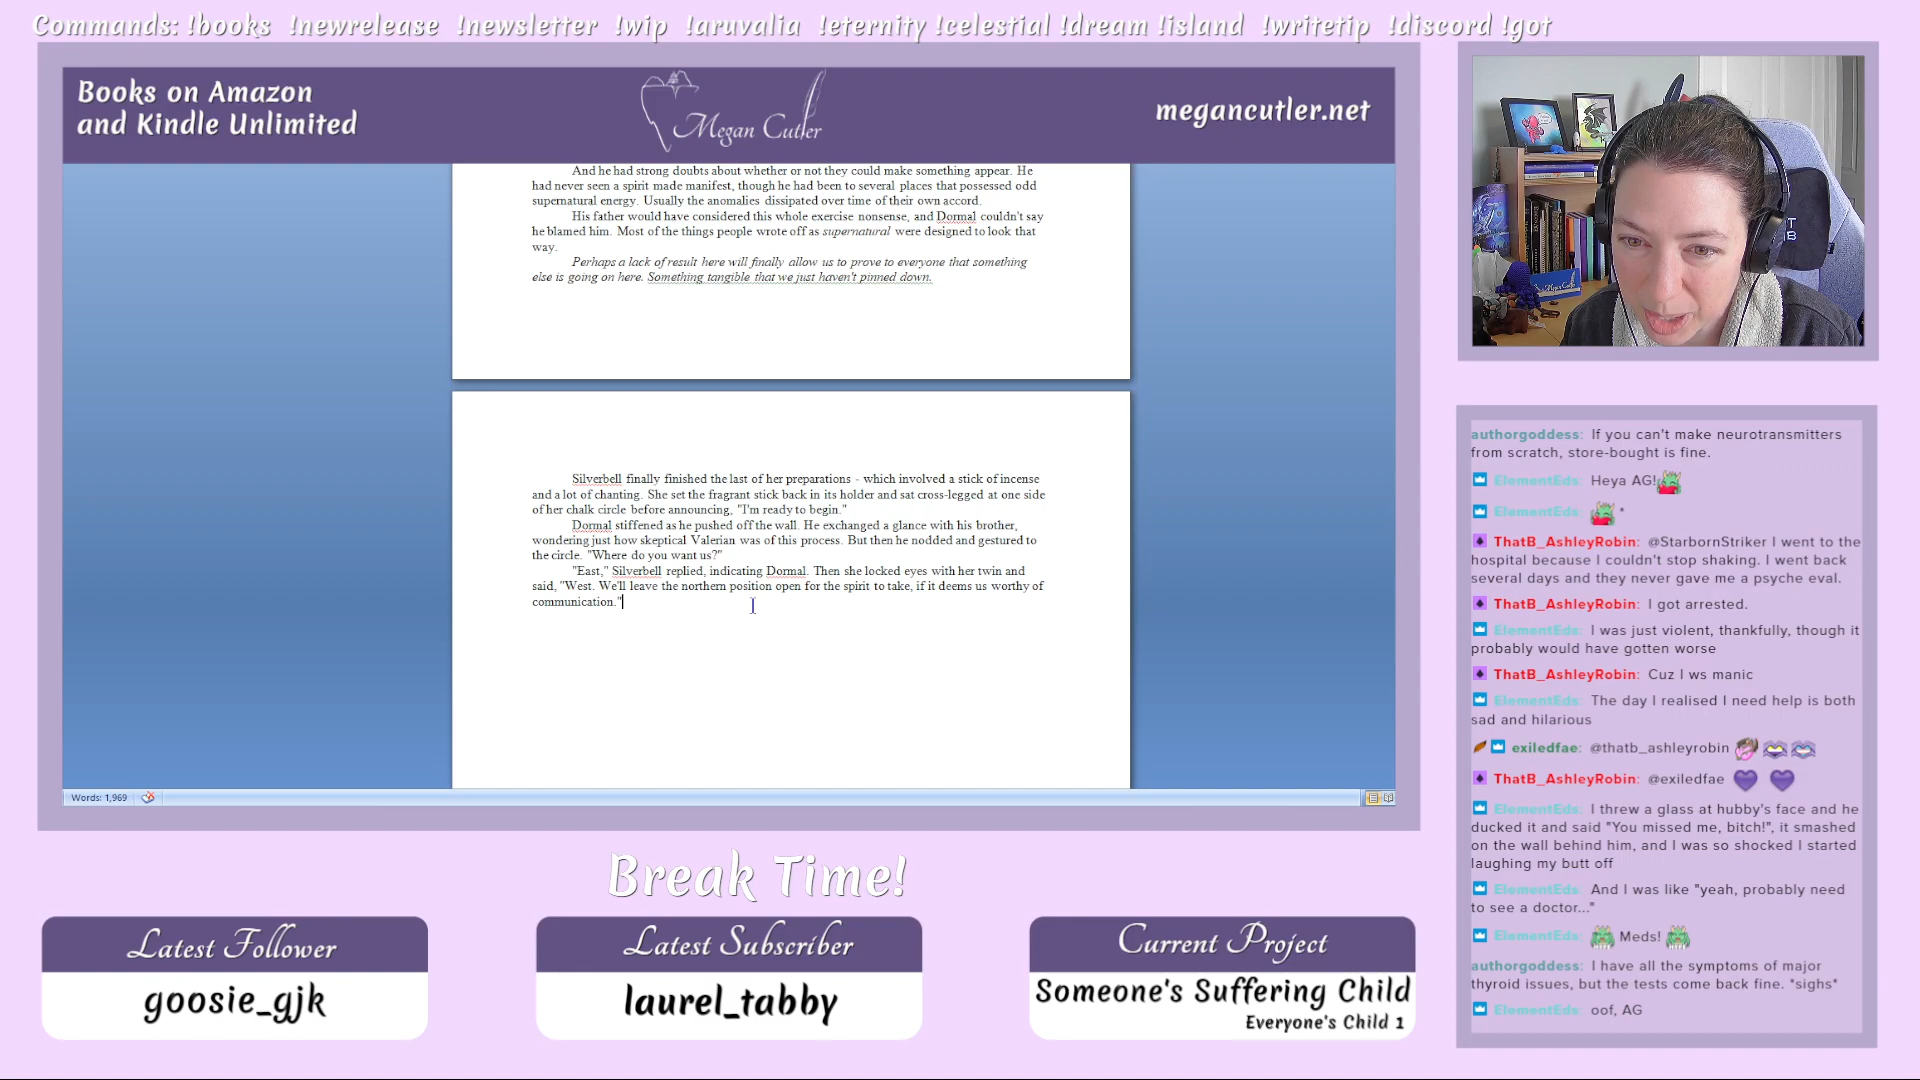 Commands: !books !newrelease !newsletter !wip !aruvalia !eternity !celestial !dream !island !writetip !discord !got
Books on Amazon
and Kindle Unlimited
Megan Cutler
megancutler.net
And he had strong doubts about whether or not they could make something appear. He
had never seen a spirit made manifest, though he had been to several places that possessed odd
supernatural energy. Usually the anomalies dissipated over time of their own accord.
His father would have considered this whole exercise nonsense, and Dormal couldn't say
he blamed him. Most of the things people wrote off as supernatural were designed to look that
way.
Perhaps a lack of result here will finally allow us to prove to everyone that something
else is going on here. Something tangible that we just haven't pinned down.
Silverbell finally finished the last of her preparations - which involved a stick of incense
and a lot of chanting. She set the fragrant stick back in its holder and sat cross-legged at one side
of her chalk circle before announcing, "I'm ready to begin."
Dormal stiffened as he pushed off the wall. He exchanged a glance with his brother,
wondering just how skeptical Valerian was of this process. But then he nodded and gestured to
the circle. "Where do you want us?"
"East," Silverbell replied, indicating Dormal. Then she locked eyes with her twin and
said, "West. We'll leave the northern position open for the spirit to take, if it deems us worthy of
communication."
Words: 1,969
Break Time!
Latest Follower
goosie_gjk
Latest Subscriber
laurel_tabby
Current Project
Someone's Suffering Child
Everyone's Child 1
authorgoddess: If you can't make neurotransmitters
from scratch, store-bought is fine.
ElementEds: Heya AG!
ElementEds: *
ThatB_AshleyRobin: @StarbornStriker I went to the
hospital because I couldn't stop shaking. I went back
several days and they never gave me a psyche eval.
ThatB_AshleyRobin: I got arrested.
ElementEds: I was just violent, thankfully, though it
probably would have gotten worse
ThatB_AshleyRobin: Cuz I ws manic
ElementEds: The day I realised I need help is both
sad and hilarious
exiledfae: @thatb_ashleyrobin
ThatB_AshleyRobin: @exiledfae
ElementEds: I threw a glass at hubby's face and he
ducked it and said "You missed me, bitch!", it smashed
on the wall behind him, and I was so shocked I started
laughing my butt off
ElementEds: And I was like "yeah, probably need
to see a doctor..."
ElementEds: Meds!
authorgoddess: I have all the symptoms of major
thyroid issues, but the tests come back fine. *sighs*
ElementEds: oof, AG